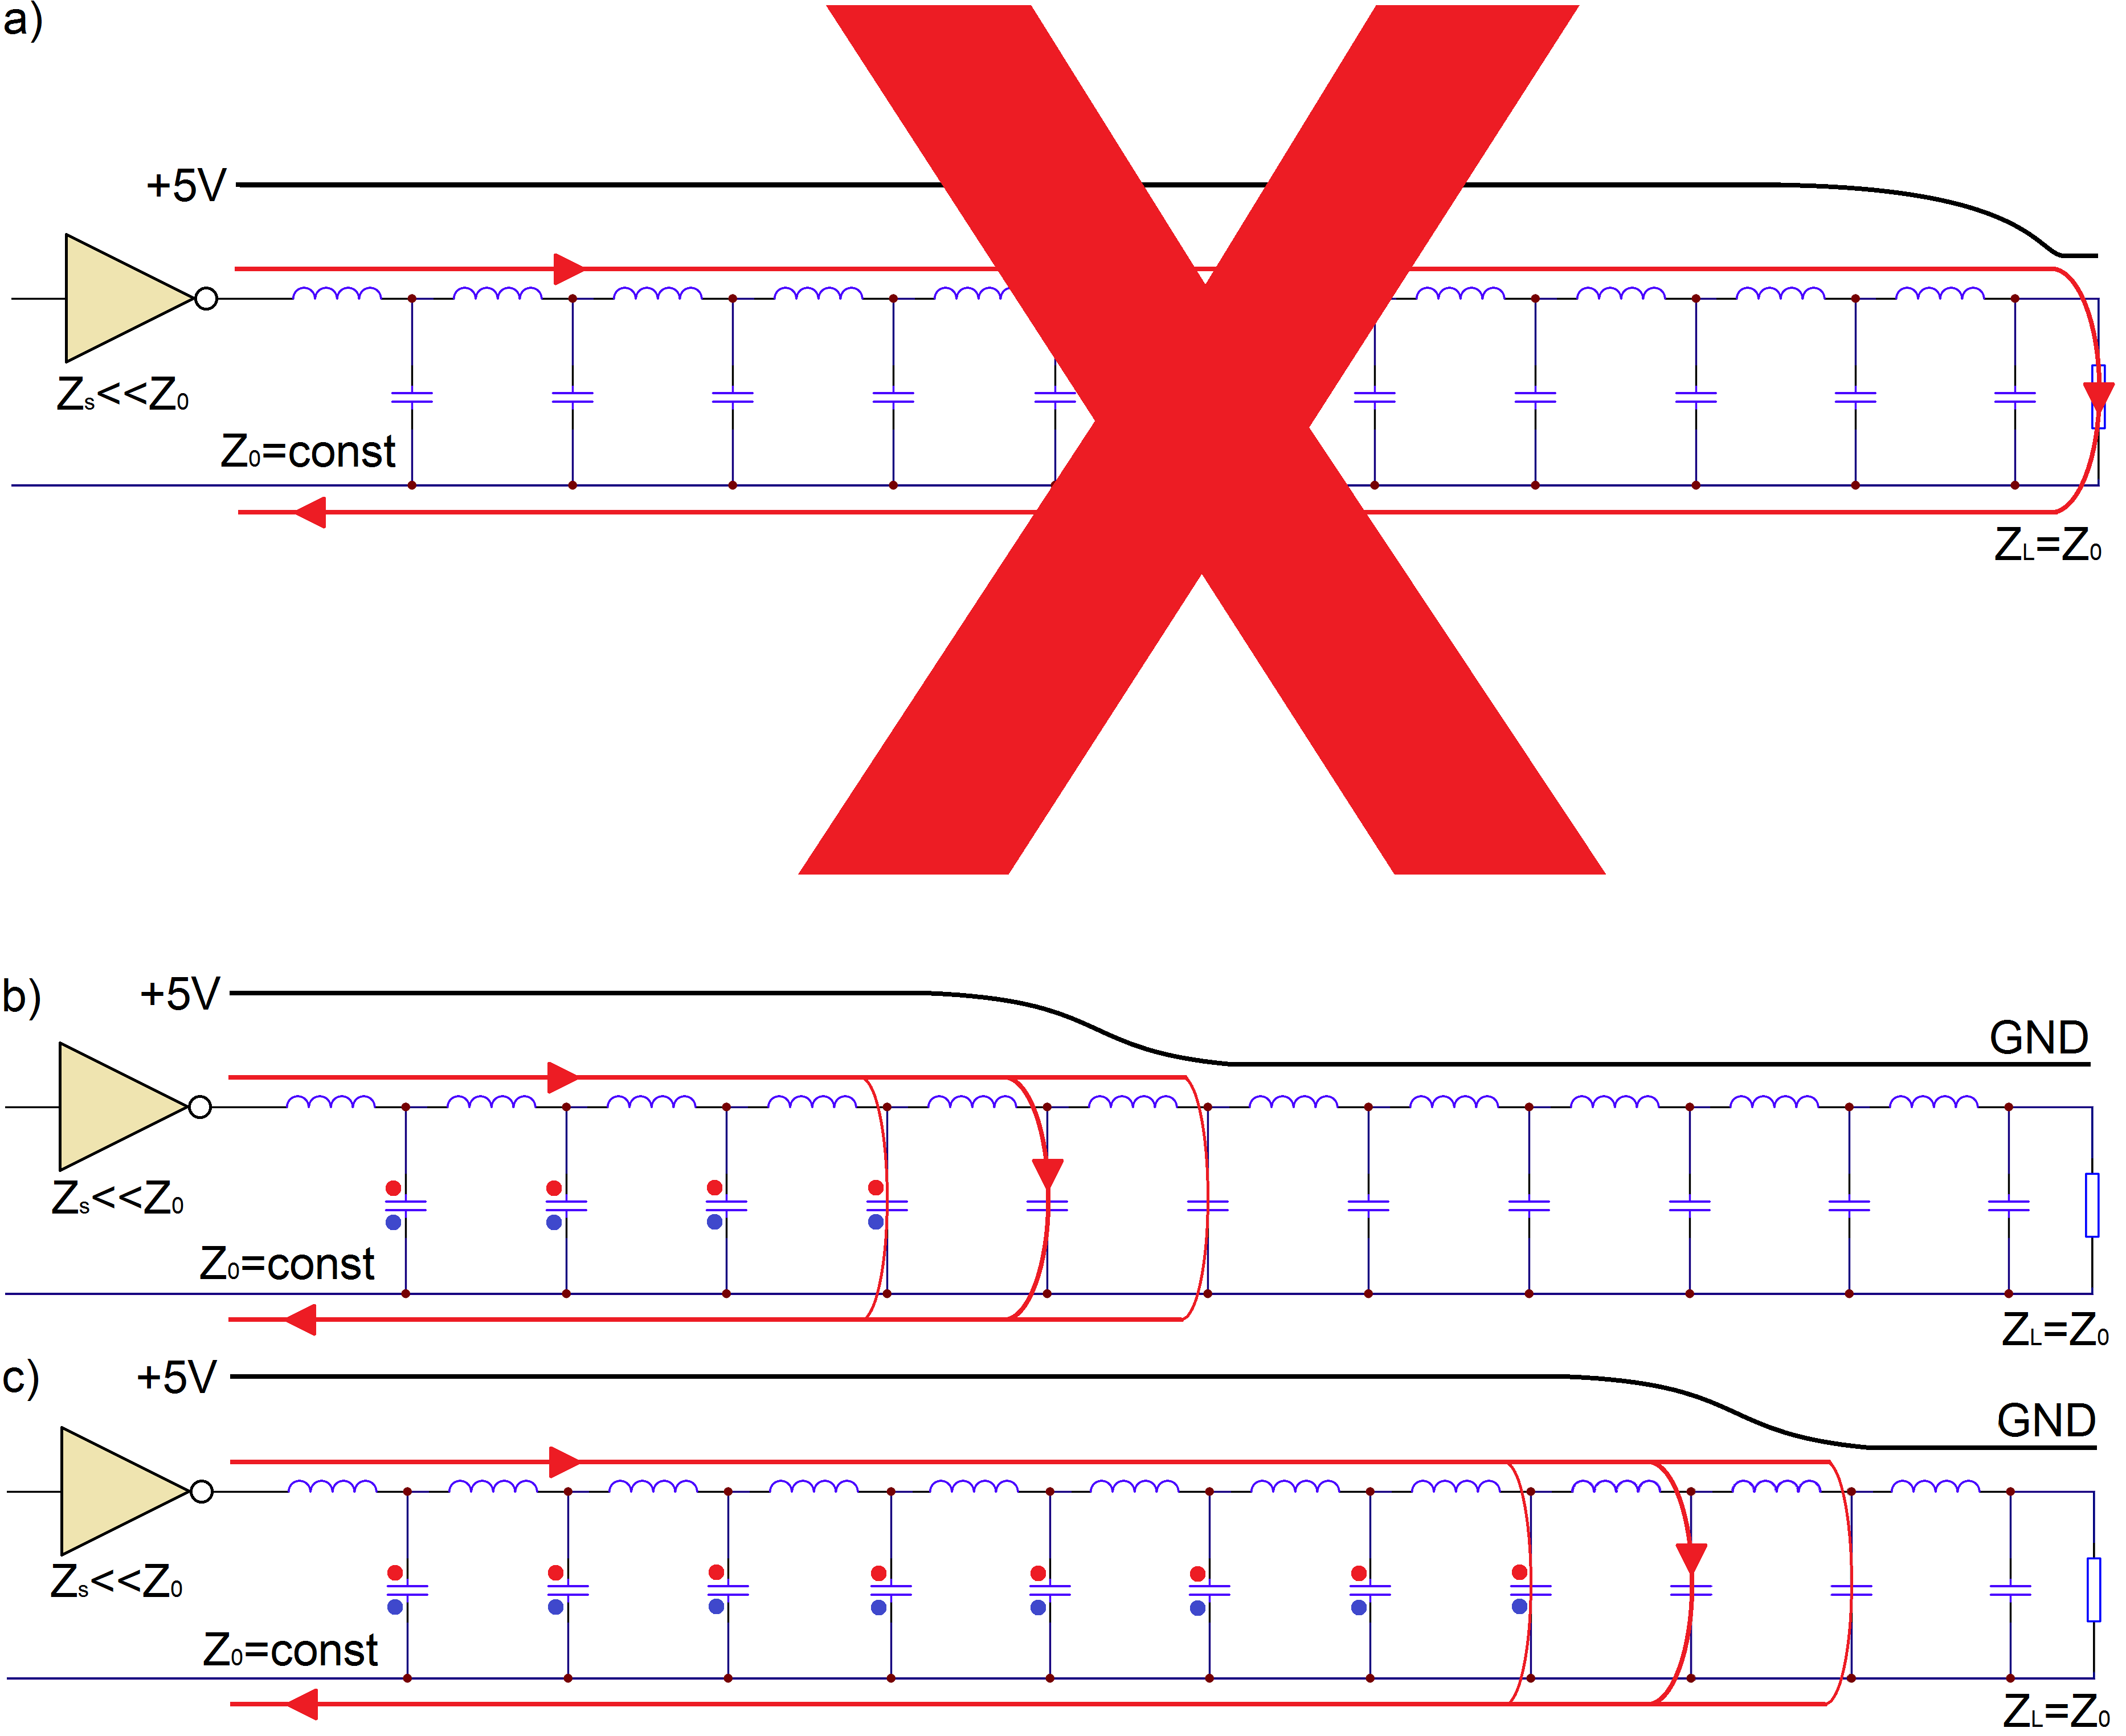 a)
+5V
Zs<<Z0
Z0=const
ZL=Z0
b)
+5V
GND
Zs<<Z0
Z0=const
ZL=Z0
c)
+5V
GND
Zs<<Z0
Z0=const
ZL=Z0